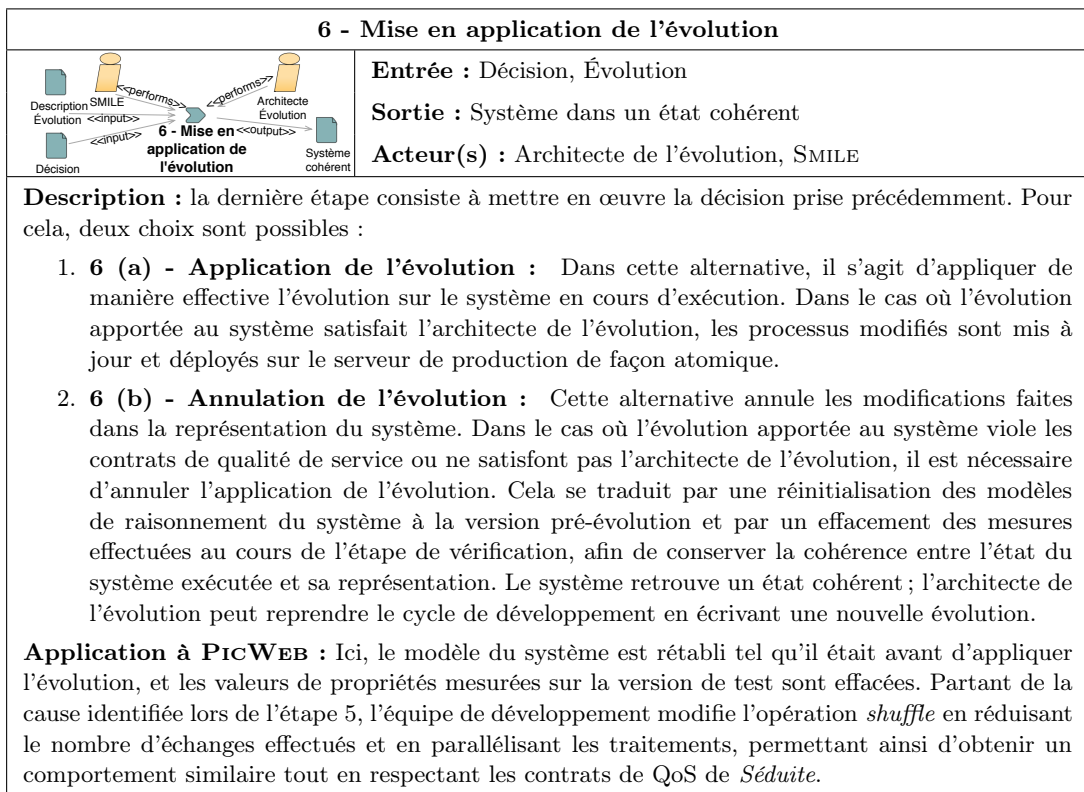 6 - Mise en application de l'évolution
Description
Évolution
SMILE
<<performs>>
<<performs>>
Architecte
Évolution
<<input>>
<<input>>
6 - Mise en
application de
l'évolution
<<output>>
Décision
Système
cohérent
Entrée : Décision, Évolution
Sortie : Système dans un état cohérent
Acteur(s) : Architecte de l'évolution, SMILE
Description : la dernière étape consiste à mettre en œuvre la décision prise précédemment. Pour
cela, deux choix sont possibles :
1. 6 (a) - Application de l'évolution : Dans cette alternative, il s'agit d'appliquer de
manière effective l'évolution sur le système en cours d'exécution. Dans le cas où l'évolution
apportée au système satisfait l'architecte de l'évolution, les processus modifiés sont mis à
jour et déployés sur le serveur de production de façon atomique.
2. 6 (b) - Annulation de l'évolution : Cette alternative annule les modifications faites
dans la représentation du système. Dans le cas où l'évolution apportée au système viole les
contrats de qualité de service ou ne satisfont pas l'architecte de l'évolution, il est nécessaire
d'annuler l'application de l'évolution. Cela se traduit par une réinitialisation des modèles
de raisonnement du système à la version pré-évolution et par un effacement des mesures
effectuées au cours de l'étape de vérification, afin de conserver la cohérence entre l'état du
système exécutée et sa représentation. Le système retrouve un état cohérent ; l'architecte de
l'évolution peut reprendre le cycle de développement en écrivant une nouvelle évolution.
Application à PICWEB : Ici, le modèle du système est rétabli tel qu'il était avant d'appliquer
l'évolution, et les valeurs de propriétés mesurées sur la version de test sont effacées. Partant de la
cause identifiée lors de l'étape 5, l'équipe de développement modifie l'opération shuffle en réduisant
le nombre d'échanges effectués et en parallélisant les traitements, permettant ainsi d'obtenir un
comportement similaire tout en respectant les contrats de QoS de Séduite.